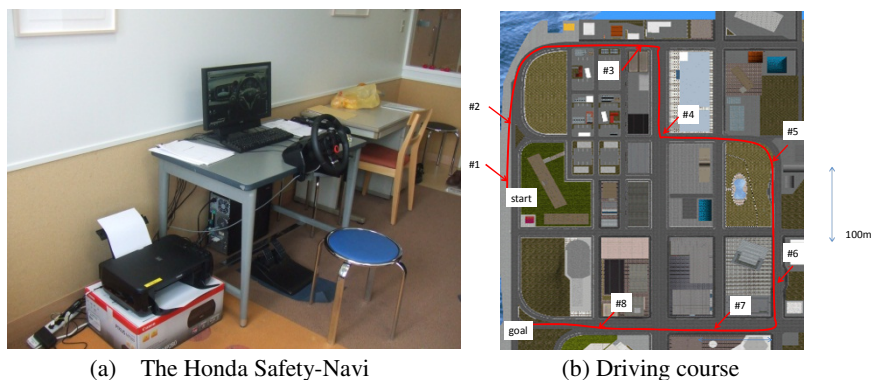 #3
#2
#4
#5
#1
start
100m
#6
#8
#7
goal
(a) The Honda Safety-Navi
(b) Driving course